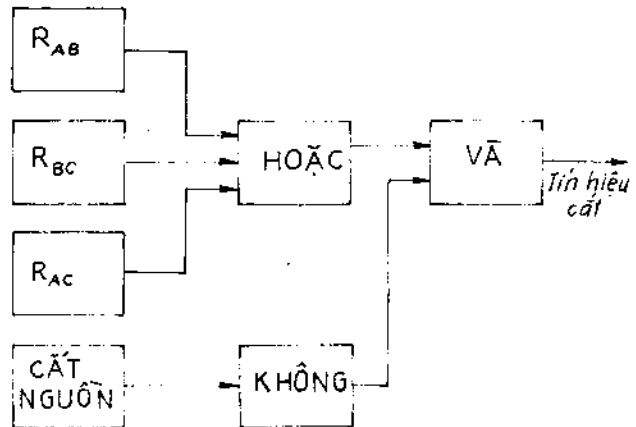 R_AB
R_BC
R_AC
HOẶC
VÀ
Tín hiệu
cắt
CẮT
NGUỒN
KHÔNG